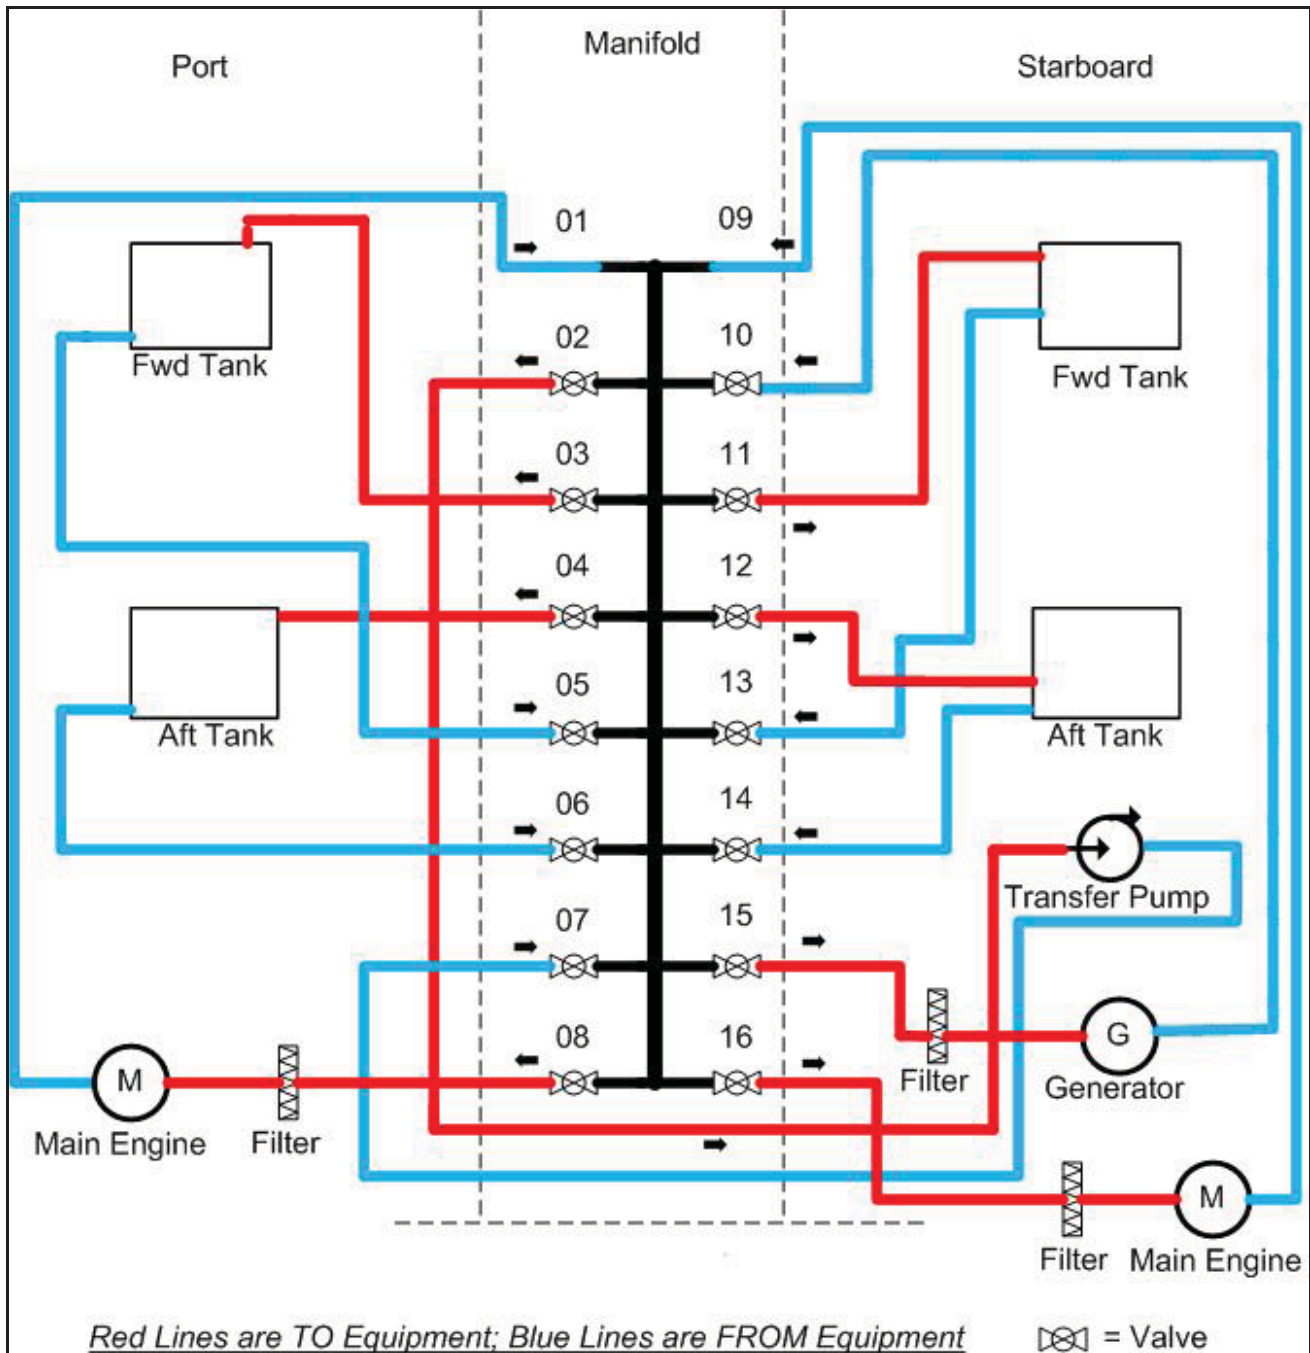 Port
Manifold
Starboard
01
09
02
10
Fwd Tank
Fwd Tank
03
11
04
12
05
13
Aft Tank
Aft Tank
06
14
Transfer Pump
07
15
08
16
M
G
Filter
Generator
Main Engine
Filter
M
Filter
Main Engine
Red Lines are TO Equipment; Blue Lines are FROM Equipment
= Valve